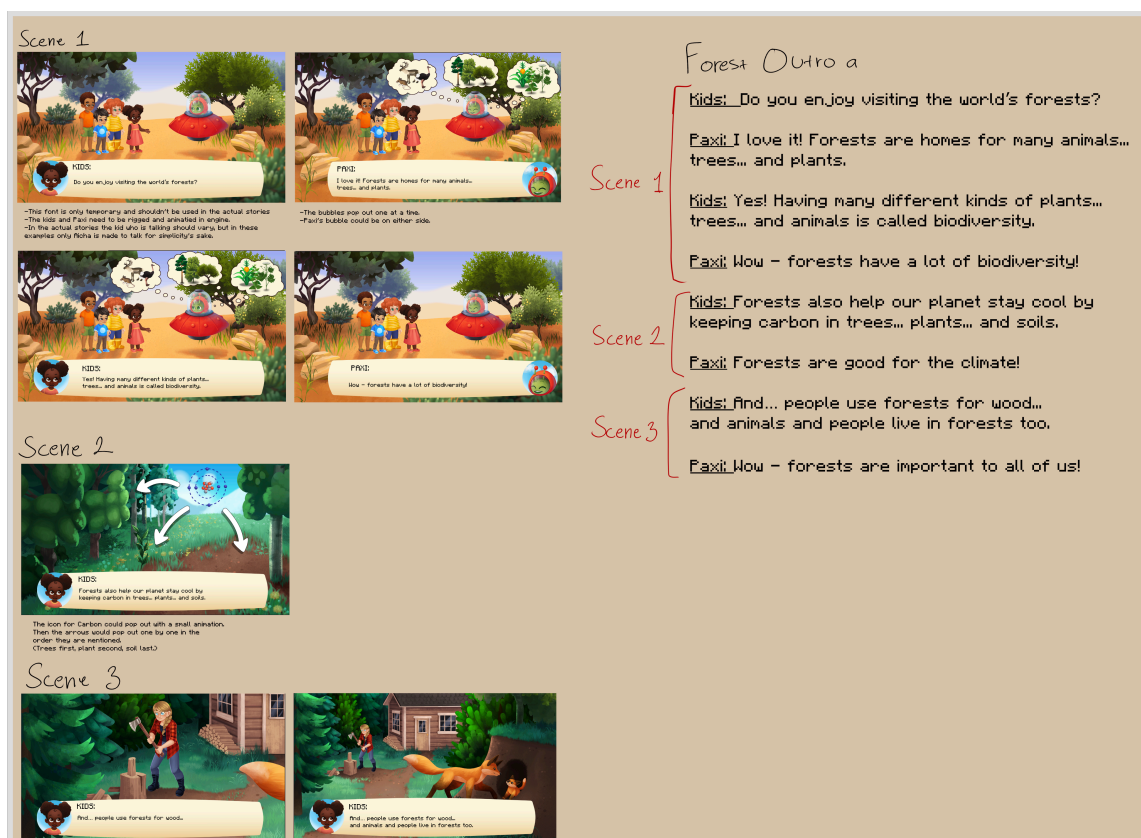 Scene 1
KIDS:
Do you enjoy visiting the world's forests?
PAXI:
I love it! Forests are homes for many animals...
trees... and plants.
-This font is only temporary and shouldn't be used in the actual stories
-The kids and Paxi need to be rigged and animatied in engine.
-In the actual stories the kid who is talking should vary, but in these
examples only Aicha is made to talk for simplicity's sake.
-The bubbles pop out one at a time.
-Paxi's bubble could be on either side.
KIDS:
Yes! Having many different kinds of plants...
trees... and animals is called biodiversity.
PAXI:
Wow - forests have a lot of biodiversity!
Scene 2
KIDS:
Forests also help our planet stay cool by
keeping carbon in trees... plants... and soils.
The icon for Carbon could pop out with a small animation.
Then the arrows would pop out one by one in the
order they are mentioned.
(Trees first, plant second, soil last.)
Scene 3
KIDS:
And... people use forests for wood...
KIDS:
And... people use forests for wood...
and animals and people live in forests too.
Forest Outro a
Scene 1
Kids: Do you enjoy visiting the world's forests?
Paxi: I love it! Forests are homes for many animals...
trees... and plants.
Kids: Yes! Having many different kinds of plants...
trees... and animals is called biodiversity.
Paxi: Wow - forests have a lot of biodiversity!
Scene 2
Kids: Forests also help our planet stay cool by
keeping carbon in trees... plants... and soils.
Paxi: Forests are good for the climate!
Scene 3
Kids: And... people use forests for wood...
and animals and people live in forests too.
Paxi: Wow - forests are important to all of us!